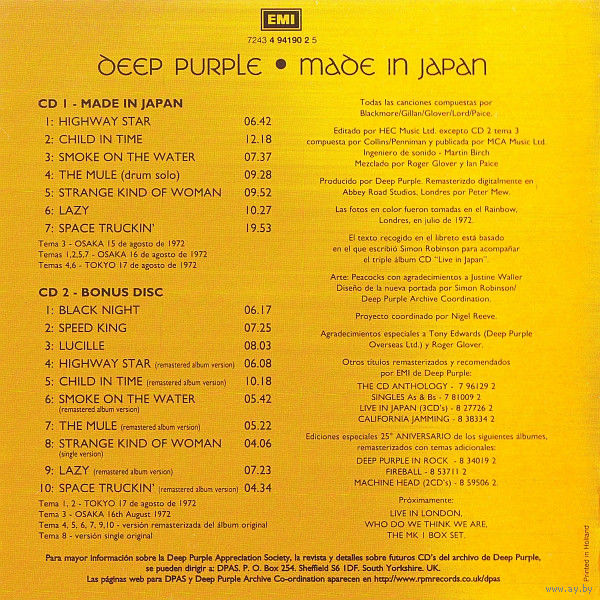 EMI
7243 4 94190 2 5
DEEP PURPLE • MADE IN JAPAN
CD 1 - MADE IN JAPAN
1: HIGHWAY STAR 06.42
2: CHILD IN TIME 12.18
3: SMOKE ON THE WATER 07.37
4: THE MULE (drum solo) 09.28
5: STRANGE KIND OF WOMAN 09.52
6: LAZY 10.27
7: SPACE TRUCKIN' 19.53
Tema 3 - OSAKA 15 de agosto de 1972
Temas 1,2,5,7 - OSAKA 16 de agosto de 1972
Temas 4,6 - TOKYO 17 de agosto de 1972
CD 2 - BONUS DISC
1: BLACK NIGHT 06.17
2: SPEED KING 07.25
3: LUCILLE 08.03
4: HIGHWAY STAR (remastered album version) 06.08
5: CHILD IN TIME (remastered album version) 10.18
6: SMOKE ON THE WATER 05.42
(remastered album version)
7: THE MULE (remastered album version) 05.22
8: STRANGE KIND OF WOMAN 04.06
(single version)
9: LAZY (remastered album version) 07.23
10: SPACE TRUCKIN' (remastered album version) 04.34
Tema 1, 2 - TOKYO 17 de agosto de 1972
Tema 3 - OSAKA 16th August 1972
Tema 4, 5, 6, 7, 9,10 - versión remasterizada del álbum original
Tema 8 - versión single original
Todas las canciones compuestas por
Blackmore/Gillan/Glover/Lord/Paice.
Editado por HEC Music Ltd. excepto CD 2 tema 3
compuesta por Collins/Penniman y publicada por MCA Music Ltd.
Ingeniero de sonido - Martin Birch
Mezclado por Roger Glover y Ian Paice
Producido por Deep Purple. Remasterizdo digitalmente en
Abbey Road Studios, Londres por Peter Mew.
Las fotos en color fueron tomadas en el Rainbow,
Londres, en julio de 1972.
El texto recogido en el libreto está basado
en el que escribió Simon Robinson para acompañar
el triple álbum CD "Live in Japan".
Arte: Peacocks con agradecimientos a Justine Waller
Diseño de la nueva portada por Simon Robinson/
Deep Purple Archive Coordination.
Proyecto coordinado por Nigel Reeve.
Agradecimientos especiales a Tony Edwards (Deep Purple
Overseas Ltd.) y Roger Glover.
Otros títulos remasterizados y recomendados
por EMI de Deep Purple:
THE CD ANTHOLOGY - 7 96129 2
SINGLES As & Bs - 7 81009 2
LIVE IN JAPAN (3CD's) - 8 27726 2
CALIFORNIA JAMMING - 8 38334 2
Ediciones especiales 25º ANIVERSARIO de los siguientes álbumes,
remasterizados con temas adicionales:
DEEP PURPLE IN ROCK - 8 34019 2
FIREBALL - 8 53711 2
MACHINE HEAD (2CD's) - 8 59506 2.
Próximamente:
LIVE IN LONDON,
WHO DO WE THINK WE ARE,
THE MK 1 BOX SET.
Para mayor información sobre la Deep Purple Appreciation Society, la revista y detalles sobre futuros CD's del archivo de Deep Purple,
se pueden dirigir a: DPAS. P. O. Box 254. Sheffield S6 1DF. South Yorkshire. UK.
Las páginas web para DPAS y Deep Purple Archive Co-ordination aparecen en http://www.rpmrecords.co.uk/dpas
Printed in Holland
www.ay.by